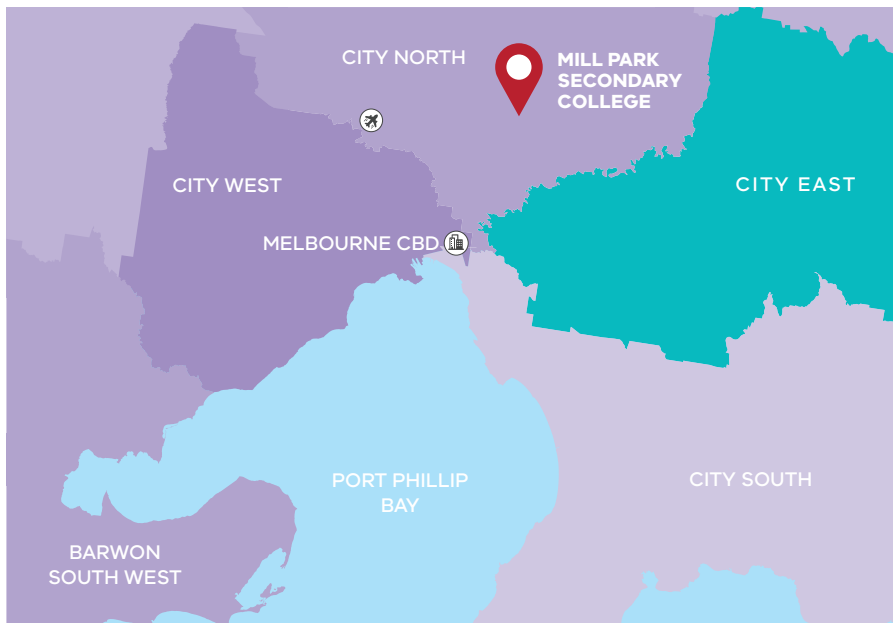 CITY NORTH
MILL PARK
SECONDARY
COLLEGE
CITY WEST
CITY EAST
MELBOURNE CBD
PORT PHILLIP
BAY
CITY SOUTH
BARWON
SOUTH WEST